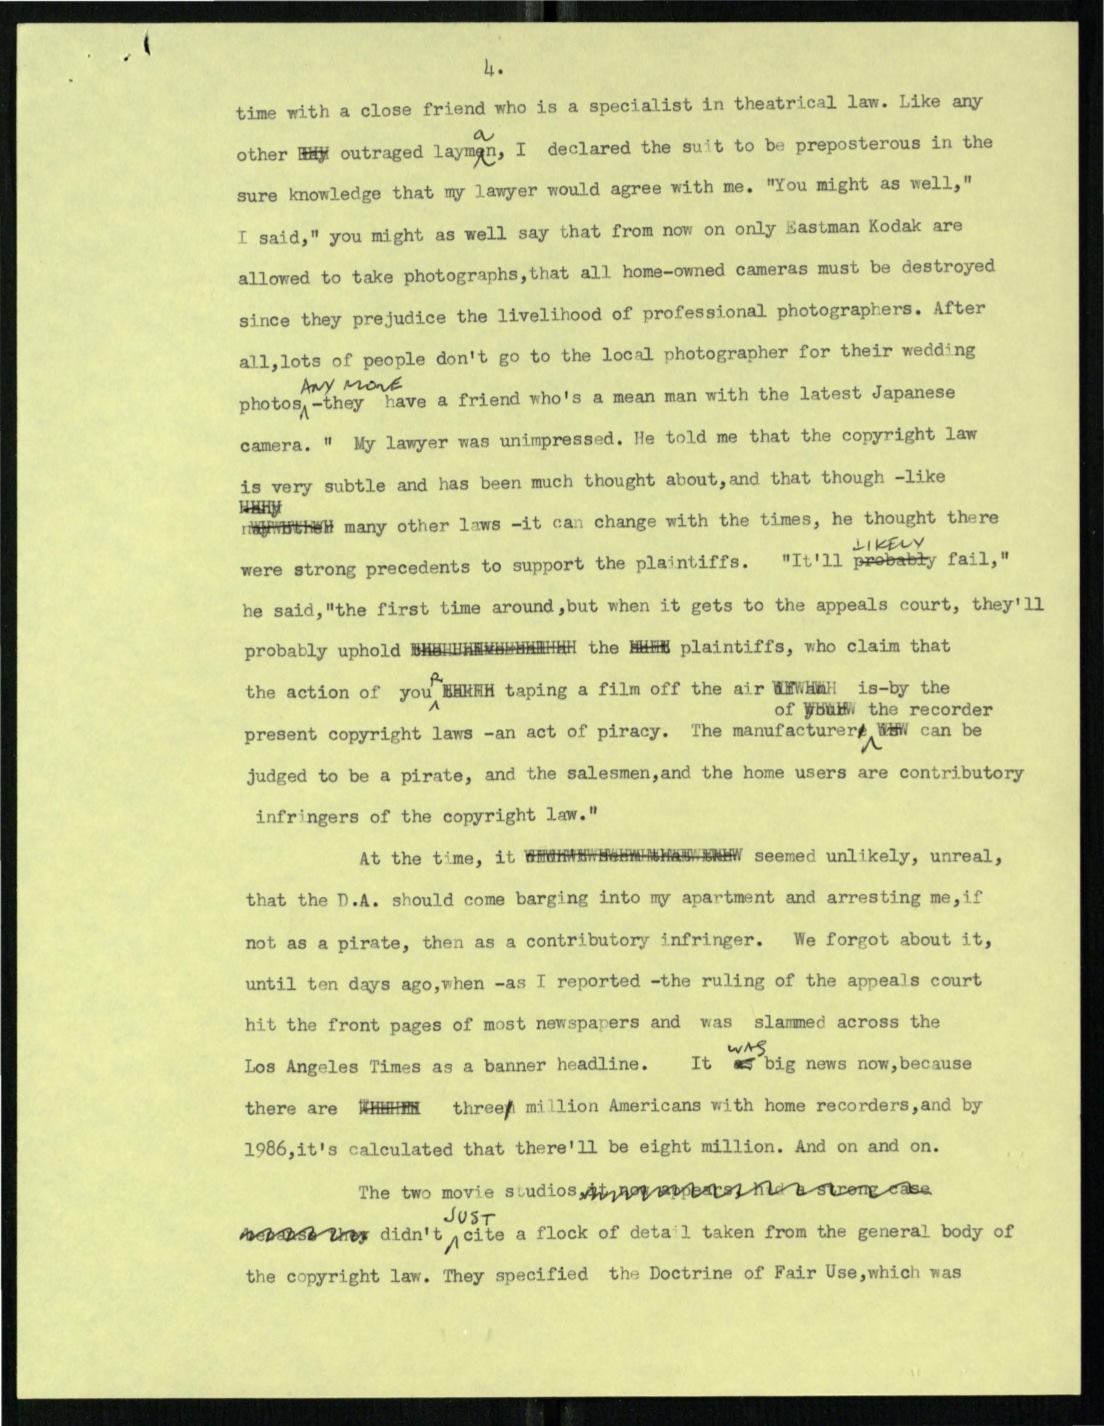 4.
time with a close friend who is a specialist in theatrical law. Like any
other outraged layman, I declared the suit to be preposterous in the
sure knowledge that my lawyer would agree with me. "You might as well,"
I said," you might as well say that from now on only Eastman Kodak are
allowed to take photographs,that all home-owned cameras must be destroyed
since they prejudice the livelihood of professional photographers. After
all,lots of people don't go to the local photographer for their wedding
photos ANY MORE -they have a friend who's a mean man with the latest Japanese
camera. " My lawyer was unimpressed. He told me that the copyright law
is very subtle and has been much thought about,and that though -like
many other laws -it can change with the times, he thought there
were strong precedents to support the plaintiffs. "It'll LIKELY probably fail,"
he said,"the first time around,but when it gets to the appeals court, they'll
probably uphold the plaintiffs, who claim that
the action of youR taping a film off the air is-by the
present copyright laws -an act of piracy. The manufacturer of the recorder can be
judged to be a pirate, and the salesmen,and the home users are contributory
infringers of the copyright law."
At the time, it seemed unlikely, unreal,
that the D.A. should come barging into my apartment and arresting me,if
not as a pirate, then as a contributory infringer. We forgot about it,
until ten days ago,when -as I reported -the ruling of the appeals court
hit the front pages of most newspapers and was slammed across the
Los Angeles Times as a banner headline. It WAS big news now,because
there are three million Americans with home recorders,and by
1986,it's calculated that there'll be eight million. And on and on.
The two movie studios, it now appears, had a strong case
because they didn't JUST cite a flock of detail taken from the general body of
the copyright law. They specified the Doctrine of Fair Use,which was